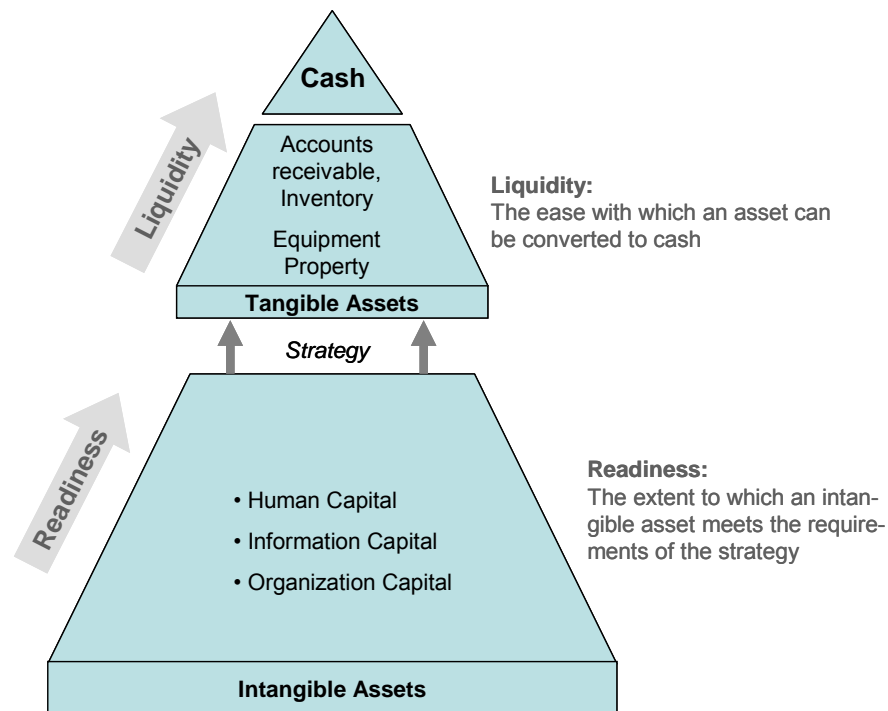 Cash
Liquidity
Accounts
receivable,
Inventory
Equipment
Property
Tangible Assets
Liquidity:
The ease with which an asset can
be converted to cash
Strategy
Readiness
• Human Capital
• Information Capital
• Organization Capital
Readiness:
The extent to which an intan-
gible asset meets the require-
ments of the strategy
Intangible Assets